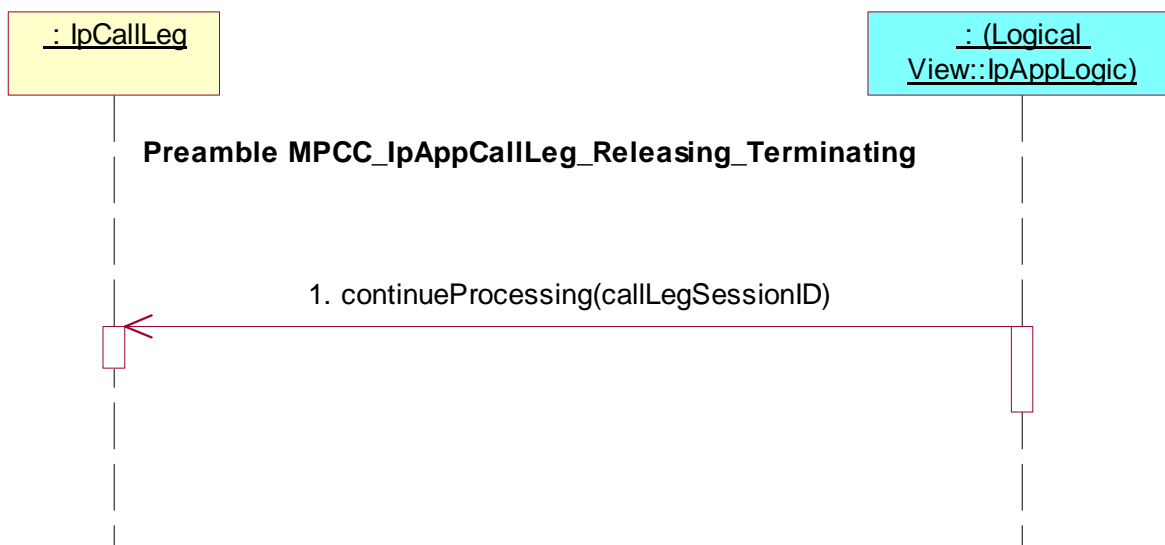 : IpCallLeg
: (Logical
View::IpAppLogic)
Preamble MPCC_IpAppCallLeg_Releasing_Terminating
1. continueProcessing(callLegSessionID)